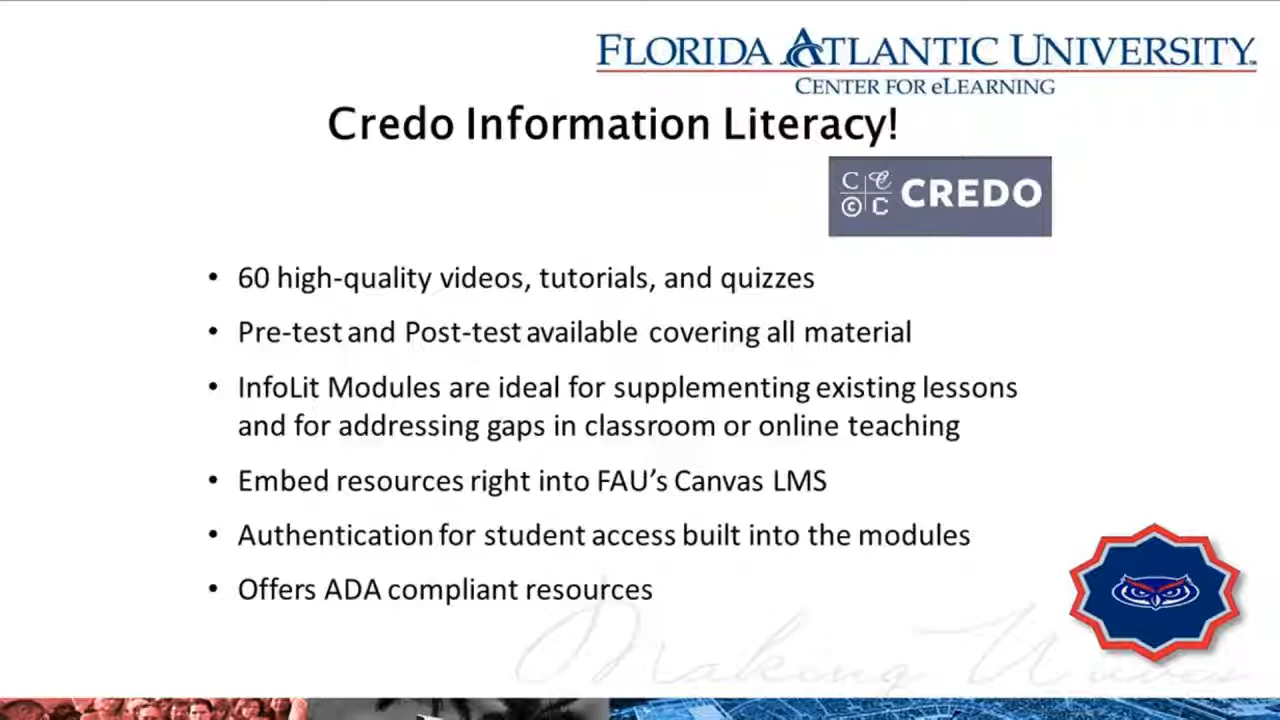 FLORIDA ATLANTIC UNIVERSITY™
CENTER FOR eLEARNING
Credo Information Literacy!
C C
© C
CREDO
• 60 high-quality videos, tutorials, and quizzes
• Pre-test and Post-test available covering all material
• InfoLit Modules are ideal for supplementing existing lessons
and for addressing gaps in classroom or online teaching
• Embed resources right into FAU’s Canvas LMS
• Authentication for student access built into the modules
• Offers ADA compliant resources
Making Waves